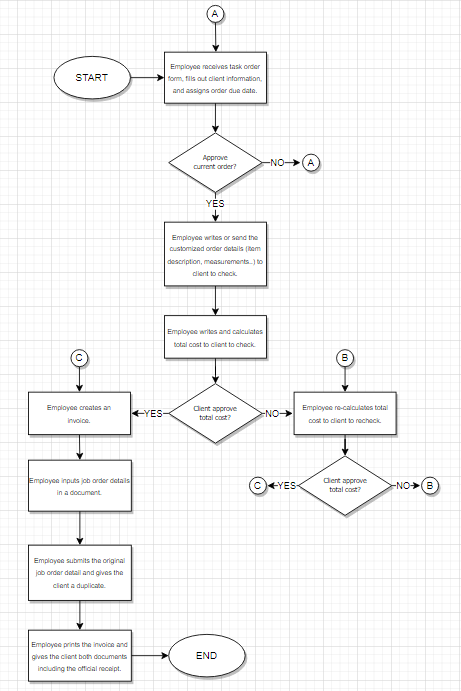 A
START
Employee receives task order
form, fills out client information,
and assigns order due date.
Approve
current order?
NO
A
YES
Employee writes or send the
customized order details (item
description, measurements..) to
client to check.
Employee writes and calculates
total cost to client to check.
C
B
Employee creates an
invoice.
YES
Client approve
total cost?
NO
Employee re-calculates total
cost to client to recheck.
Employee inputs job order details
in a document.
C
YES
Client approve
total cost?
NO
B
Employee submits the original
job order detail and gives the
client a duplicate.
Employee prints the invoice and
gives the client both documents
including the official receipt.
END